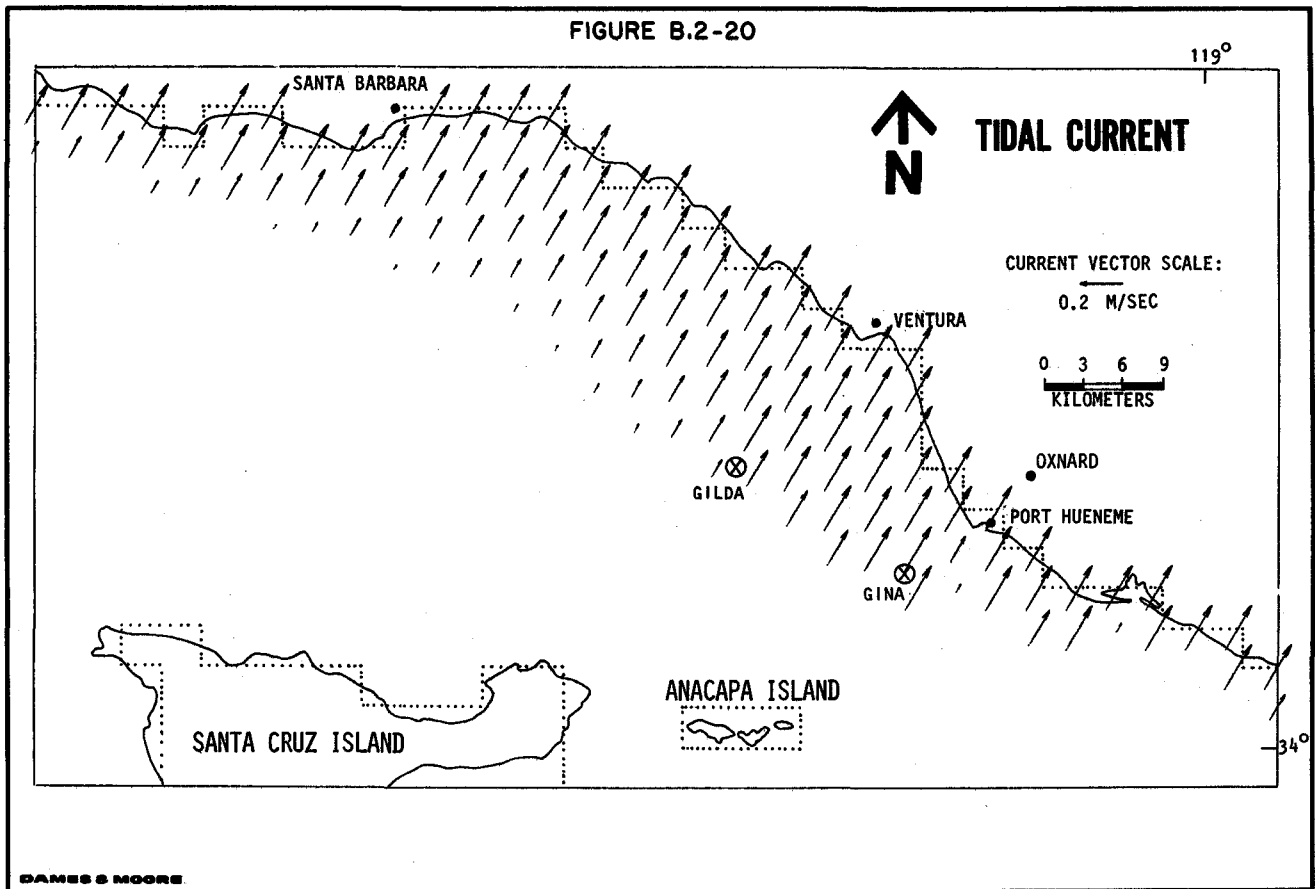 FIGURE B.2-20
119°
SANTA BARBARA
N
TIDAL CURRENT
CURRENT VECTOR SCALE:
0.2 M/SEC
VENTURA
0 3 6 9
KILOMETERS
OXNARD
GILDA
PORT HUENEME
GINA
ANACAPA ISLAND
SANTA CRUZ ISLAND
34°
DAMES & MOORE